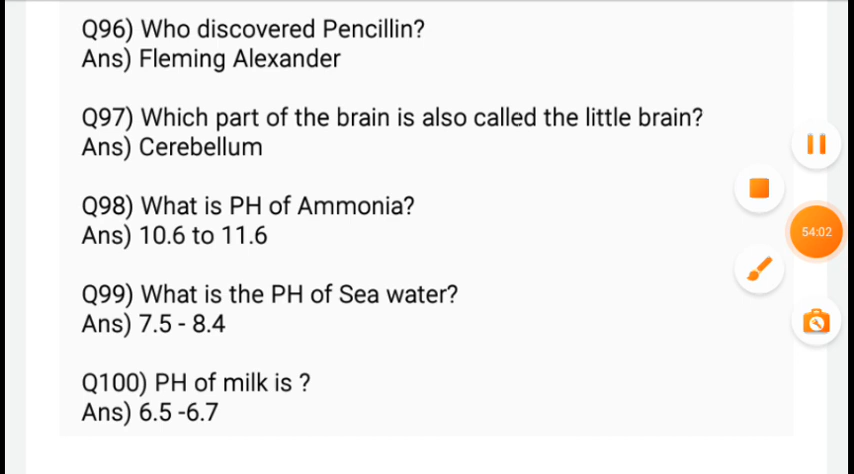 Q96) Who discovered Pencillin?
Ans) Fleming Alexander
Q97) Which part of the brain is also called the little brain?
Ans) Cerebellum
Q98) What is PH of Ammonia?
Ans) 10.6 to 11.6
Q99) What is the PH of Sea water?
Ans) 7.5 - 8.4
Q100) PH of milk is ?
Ans) 6.5 -6.7
54:02